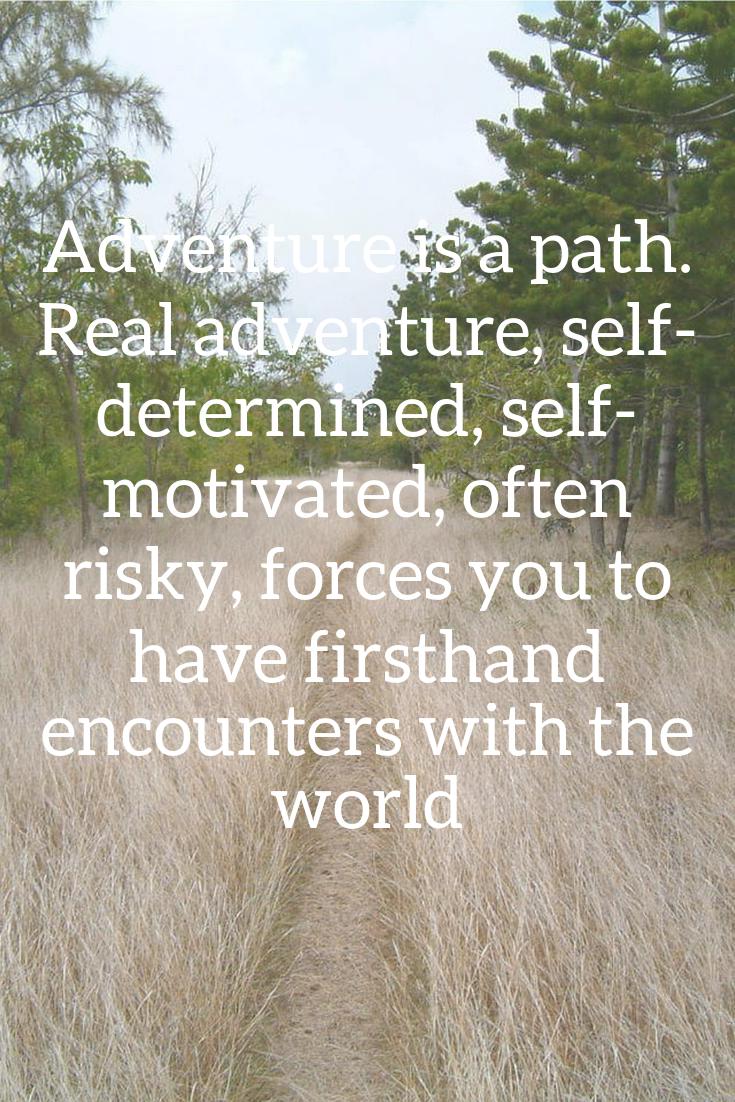 Adventure is a path.
Real adventure, self-
determined, self-
motivated, often
risky, forces you to
have firsthand
encounters with the
world